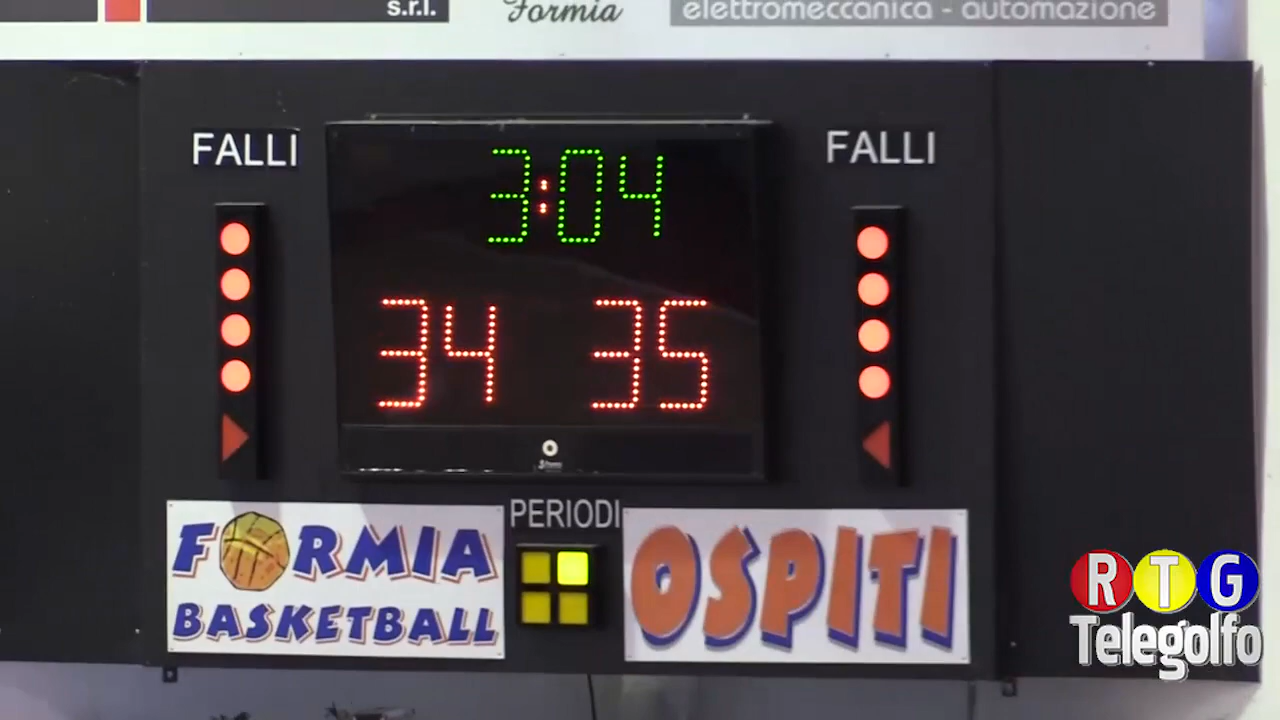 s.r.l.
Formia
elettromeccanica - automazione
FALLI
FALLI
3:04
34 35
PERIODI
FORMIA
BASKETBALL
OSPITI
RTG
Telegolfo